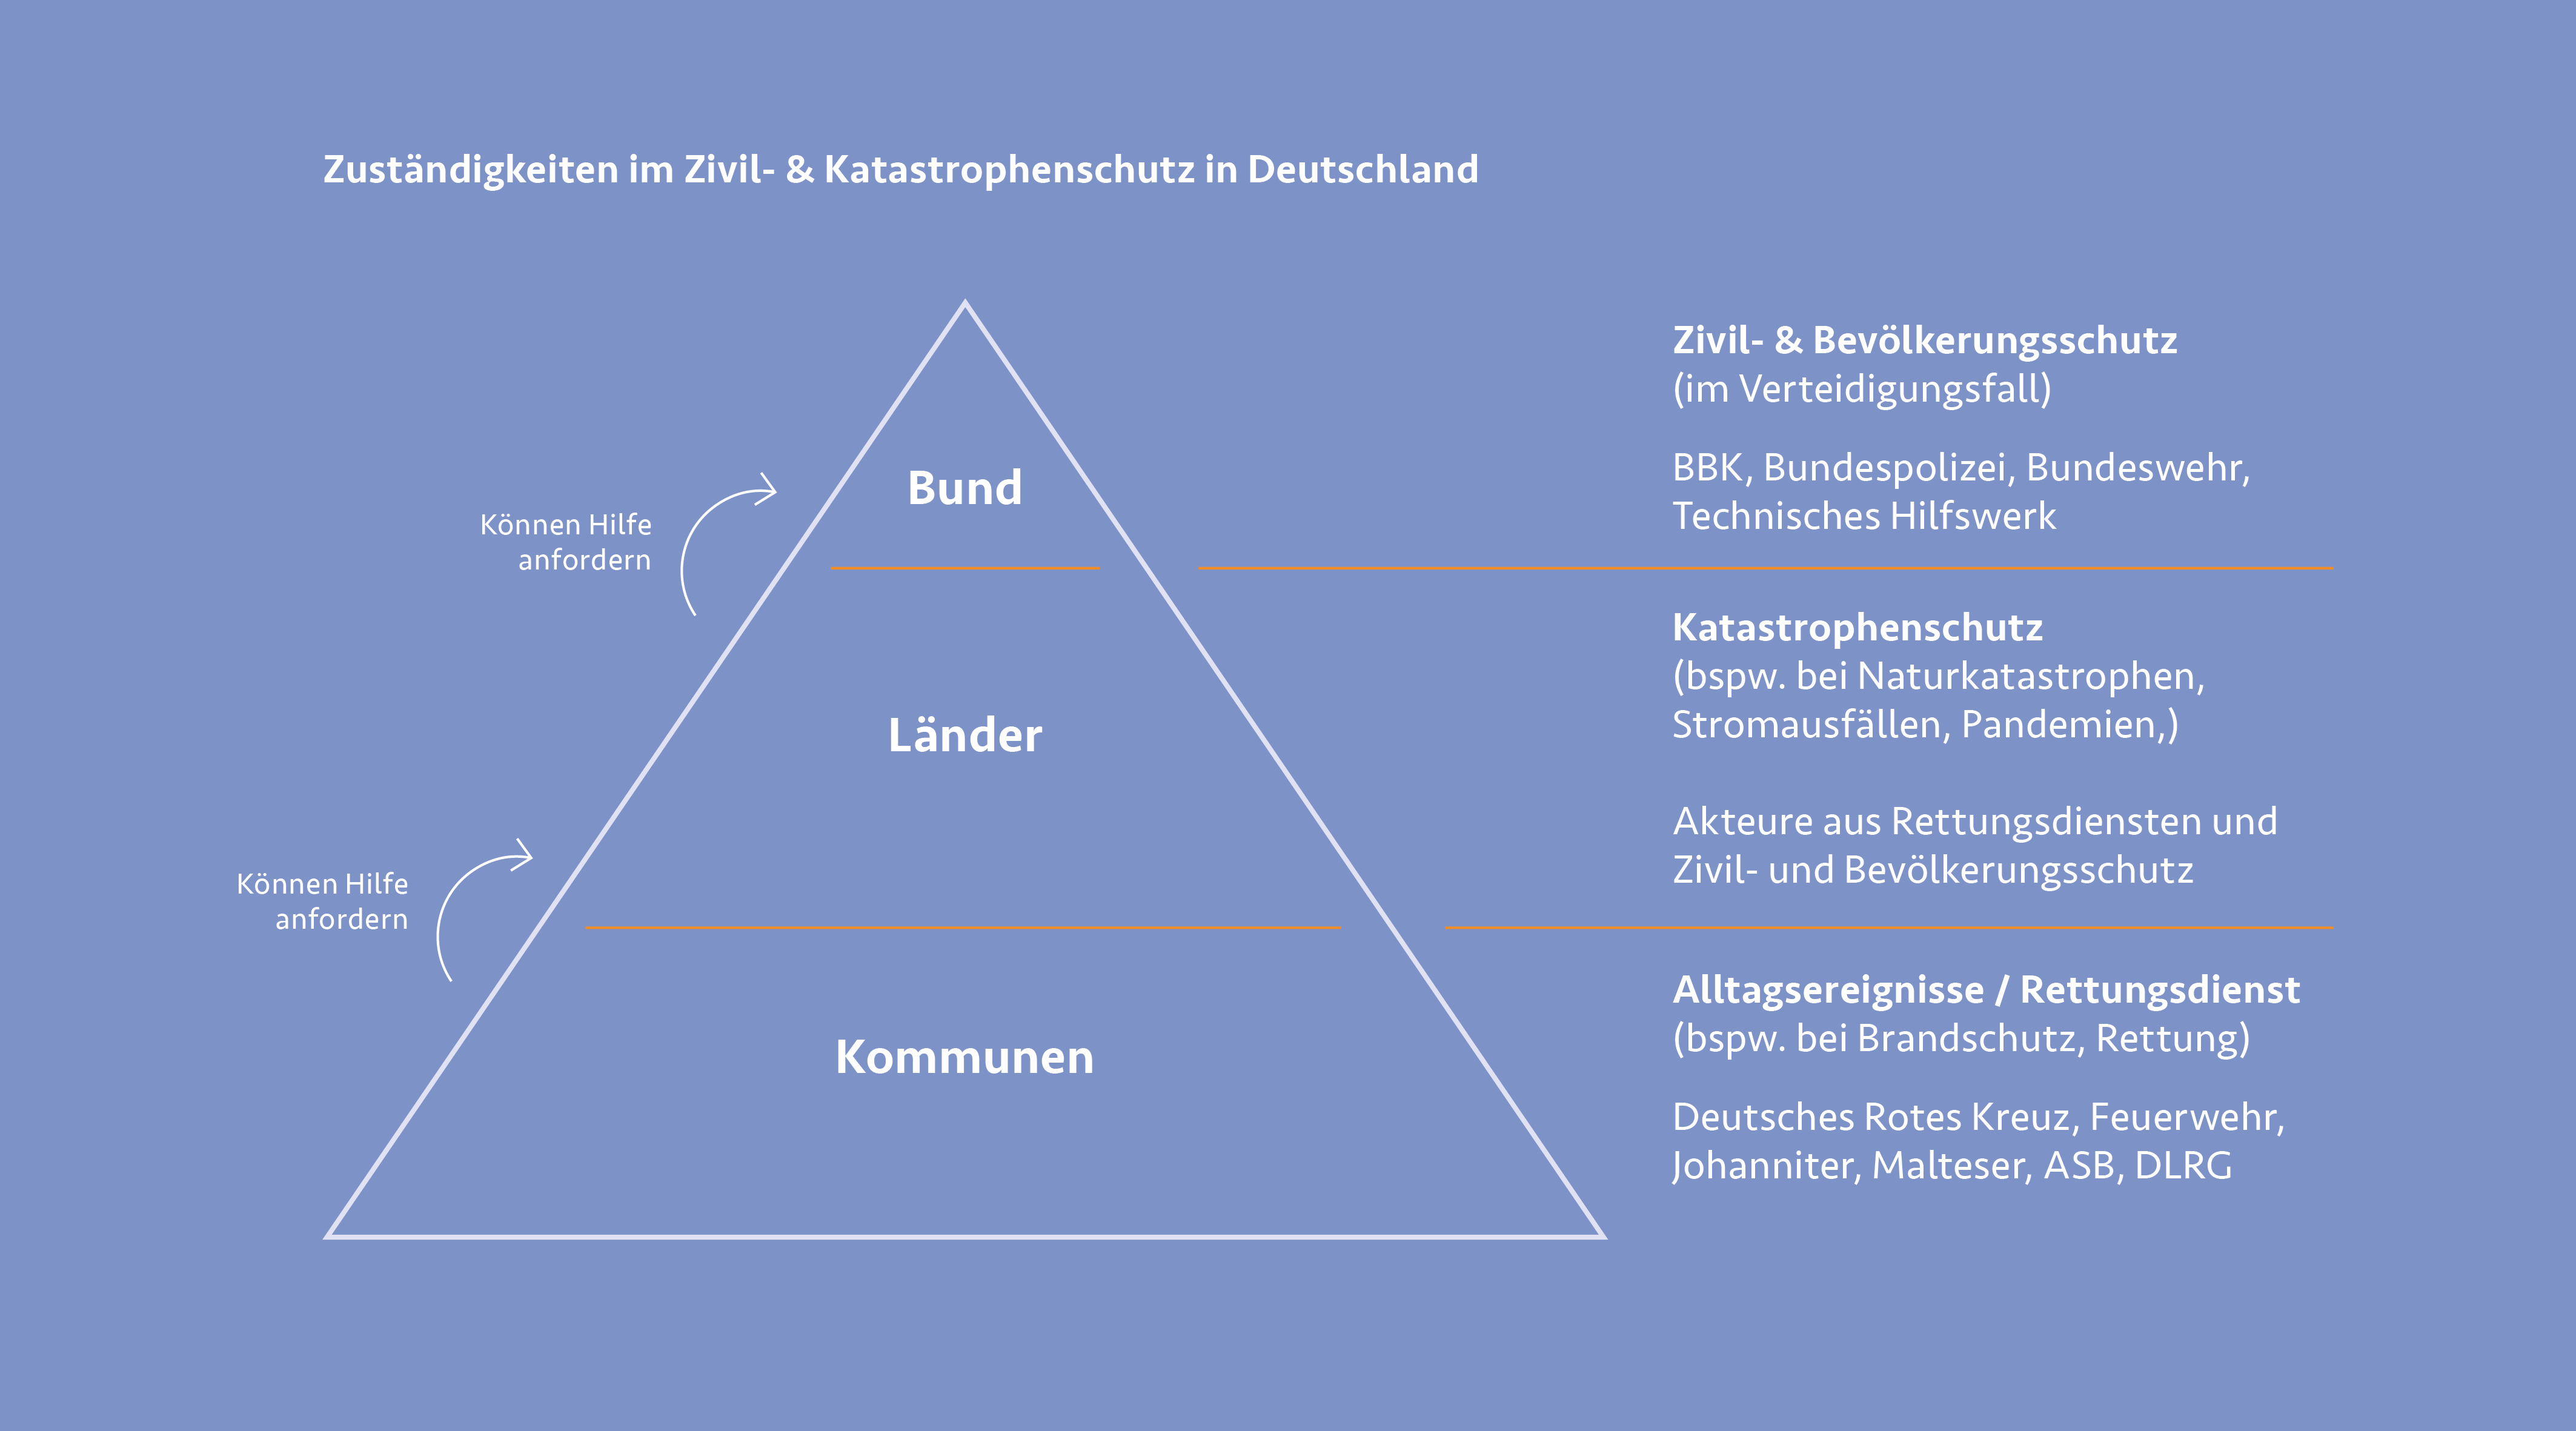 Zuständigkeiten im Zivil- & Katastrophenschutz in Deutschland
Bund
Können Hilfe
anfordern
Zivil- & Bevölkerungsschutz
(im Verteidigungsfall)
BBK, Bundespolizei, Bundeswehr,
Technisches Hilfswerk
Länder
Können Hilfe
anfordern
Katastrophenschutz
(bspw. bei Naturkatastrophen,
Stromausfällen, Pandemien,)
Akteure aus Rettungsdiensten und
Zivil- und Bevölkerungsschutz
Kommunen
Alltagsereignisse / Rettungsdienst
(bspw. bei Brandschutz, Rettung)
Deutsches Rotes Kreuz, Feuerwehr,
Johanniter, Malteser, ASB, DLRG